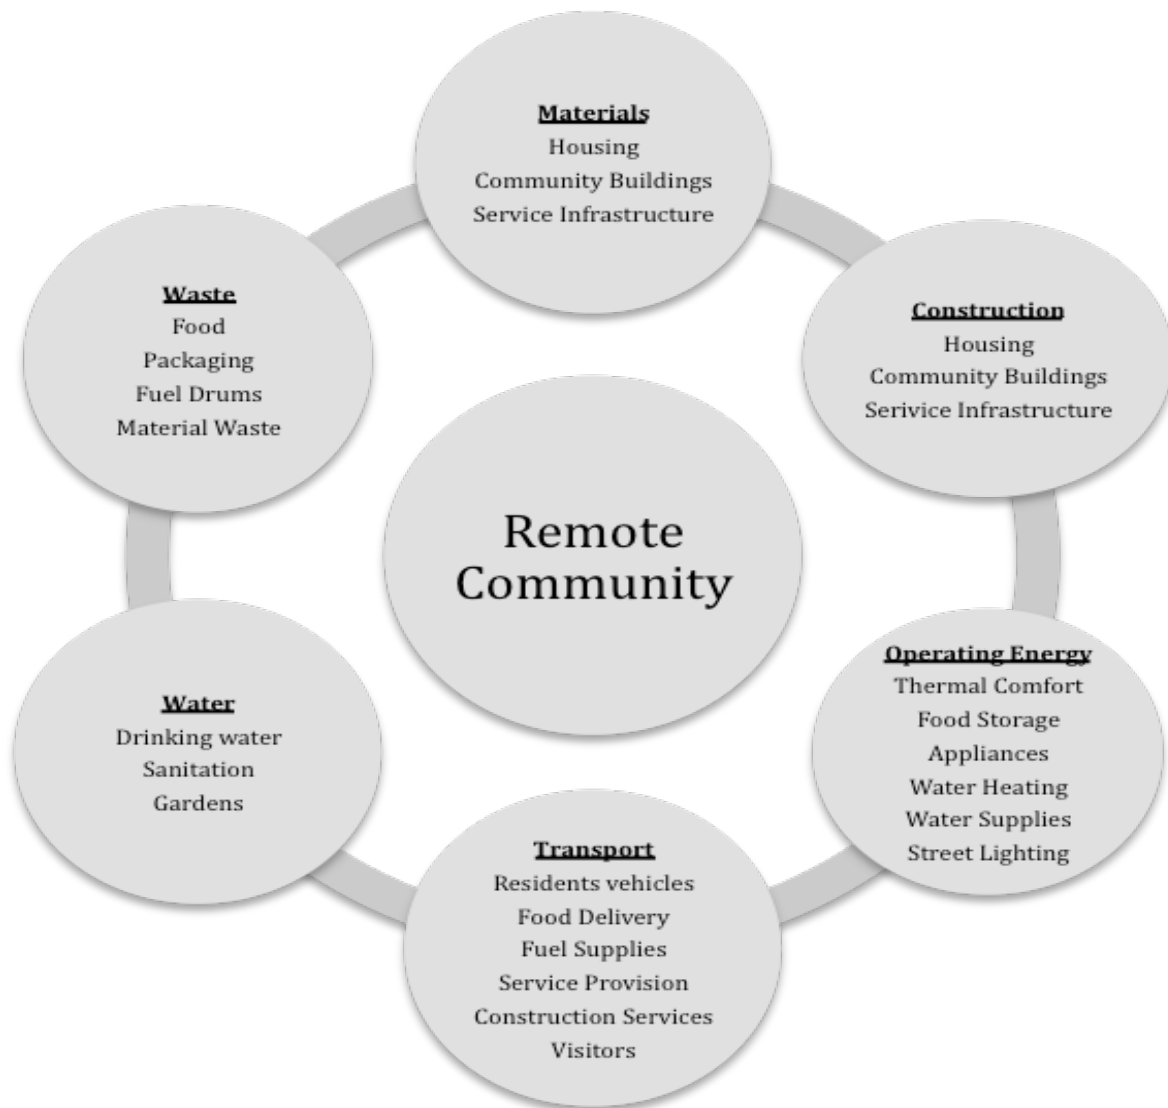 Materials
Housing
Community Buildings
Service Infrastructure
Construction
Housing
Community Buildings
Serivice Infrastructure
Operating Energy
Thermal Comfort
Food Storage
Appliances
Water Heating
Water Supplies
Street Lighting
Transport
Residents vehicles
Food Delivery
Fuel Supplies
Service Provision
Construction Services
Visitors
Water
Drinking water
Sanitation
Gardens
Waste
Food
Packaging
Fuel Drums
Material Waste
Remote
Community